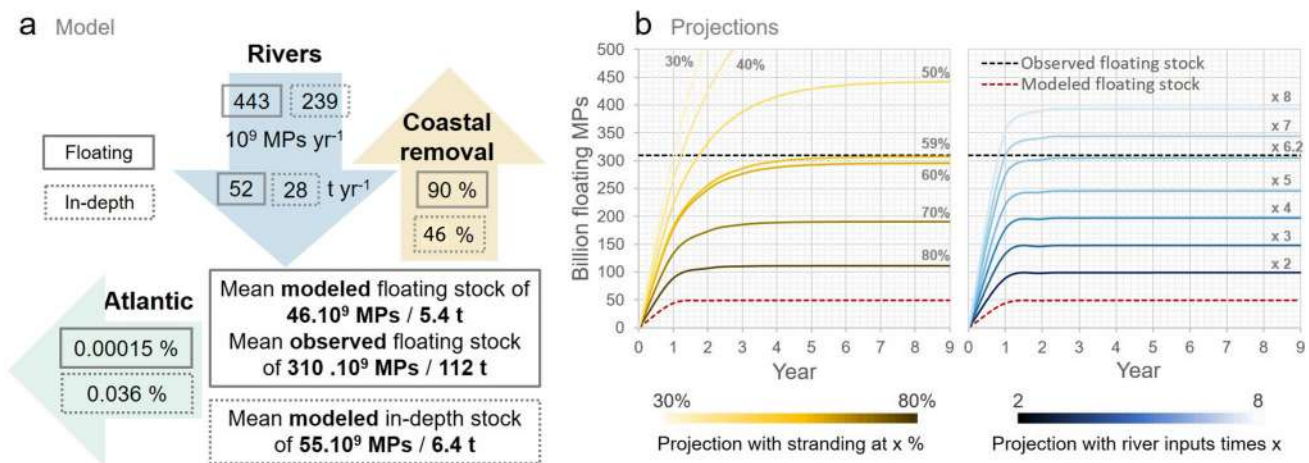 a Model
Rivers
443 239
10⁹ MPs yr⁻¹
52 28 t yr⁻¹
Floating
In-depth
Coastal
removal
90 %
46 %
Atlantic
0.00015 %
0.036 %
Mean modeled floating stock of
46.10⁹ MPs / 5.4 t
Mean observed floating stock
of 310 .10⁹ MPs / 112 t
Mean modeled in-depth stock
of 55.10⁹ MPs / 6.4 t
b Projections
Billion floating MPs
500
450
400
350
300
250
200
150
100
50
0
30%
40%
50%
59%
60%
70%
80%
0 1 2 3 4 5 6 7 8 9
Year
30% 80%
Projection with stranding at x %
Observed floating stock
Modeled floating stock
x 8
x 7
x 6.2
x 5
x 4
x 3
x 2
0 1 2 3 4 5 6 7 8 9
Year
2 8
Projection with river inputs times x